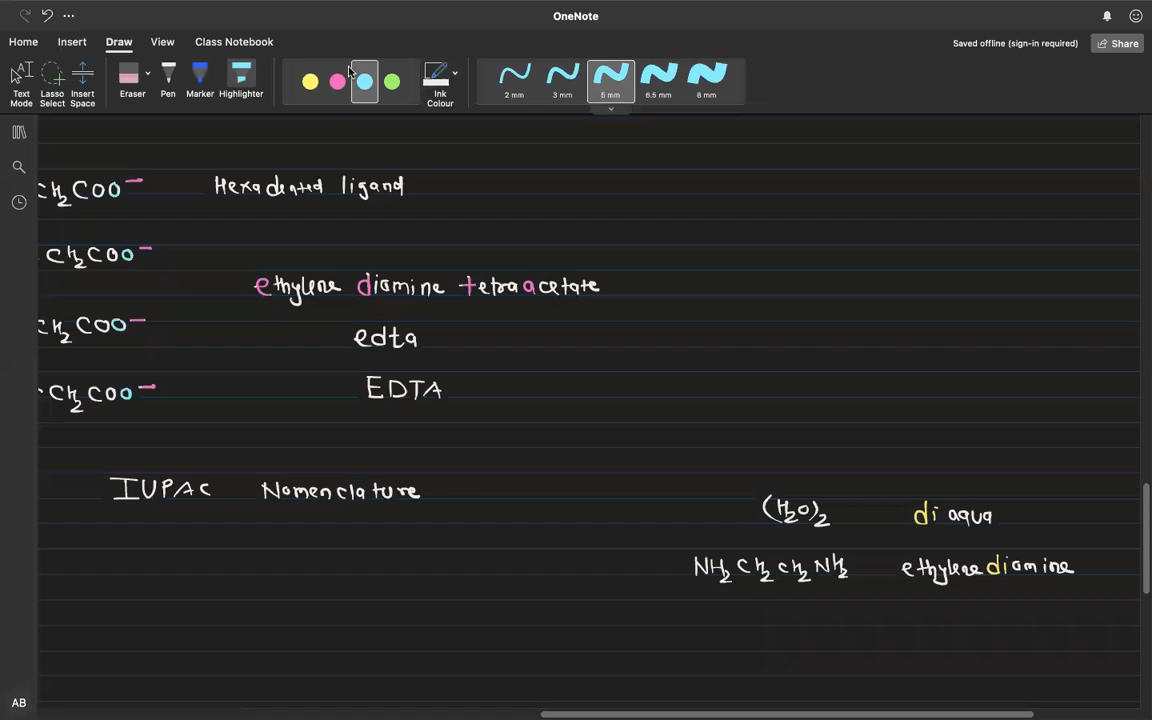 OneNote
Home Insert Draw View Class Notebook
Saved offline (sign-in required) Share
Text Mode
Lasso Select
Insert Space
Eraser
Pen
Marker
Highlighter
Ink Colour
2 mm 3 mm 5 mm 6.5 mm 8 mm
CH2COO− Hexadented ligand
CH2COO−
ethylene diamine tetraacetate
CH2COO− edta
CH2COO− EDTA
IUPAC Nomenclature
(H2O)2 di aqua
NH2CH2CH2NH2 ethylenediamine
AB